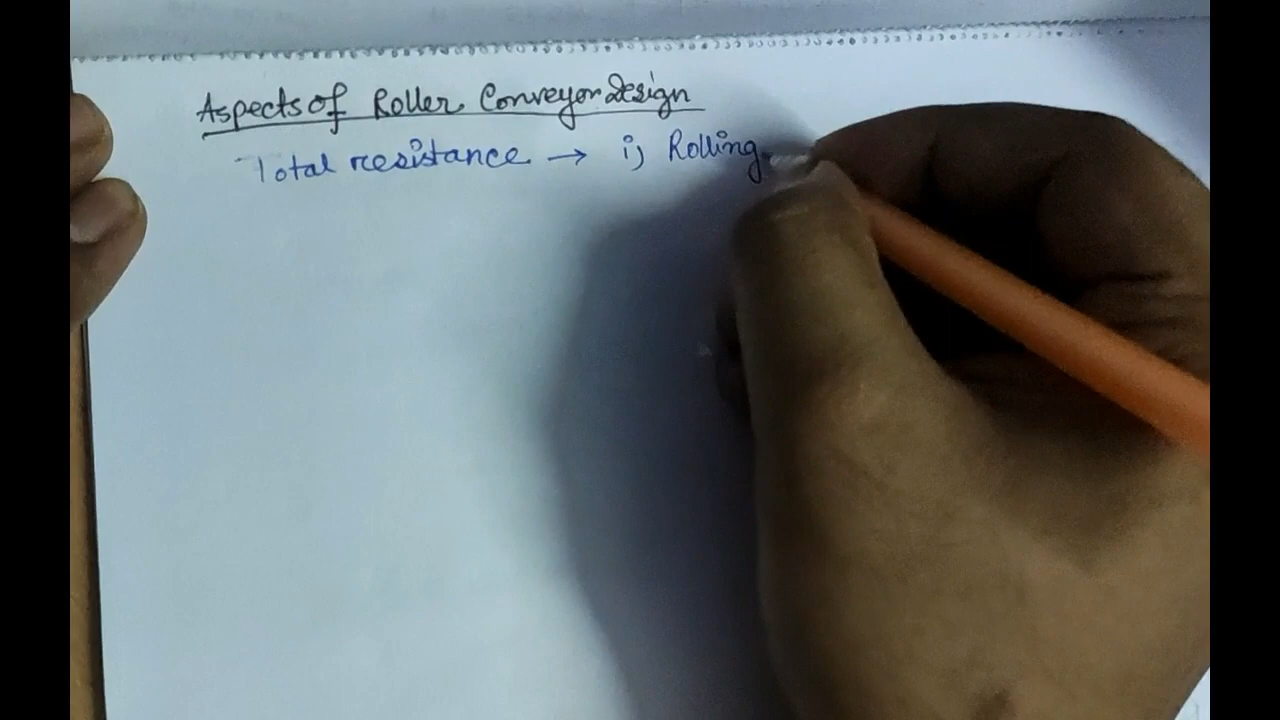 Aspects of Roller Conveyor Design
Total resistance → i) Rolling